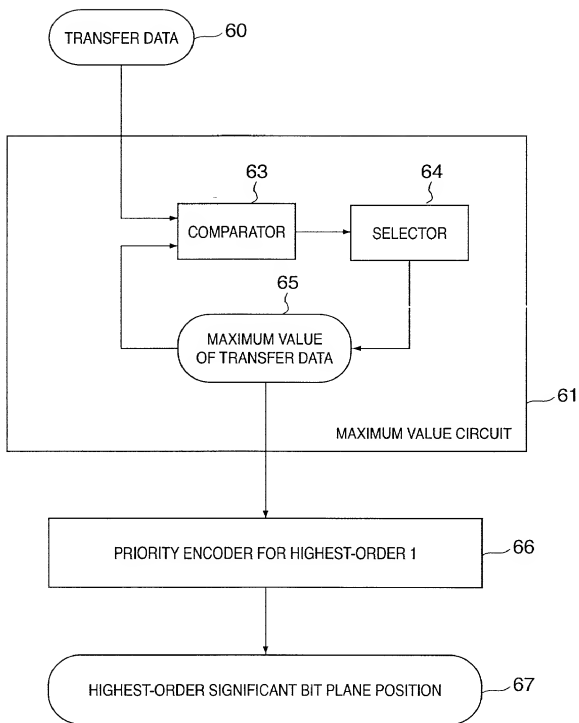 TRANSFER DATA
60
63
64
COMPARATOR
SELECTOR
65
MAXIMUM VALUE
OF TRANSFER DATA
61
MAXIMUM VALUE CIRCUIT
PRIORITY ENCODER FOR HIGHEST-ORDER 1
66
HIGHEST-ORDER SIGNIFICANT BIT PLANE POSITION
67